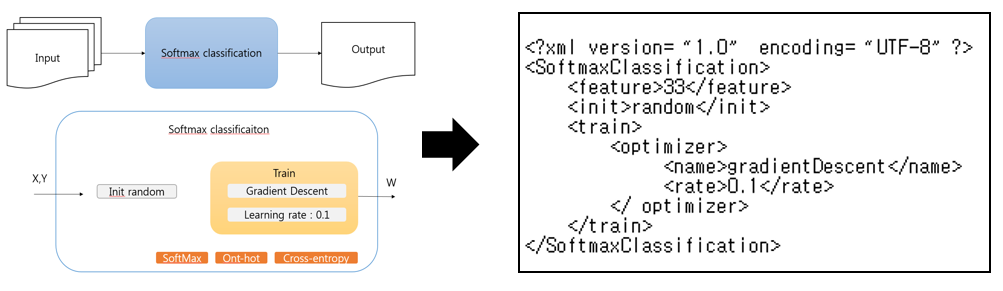 Input
Softmax classification
Output
Softmax classificaiton
X,Y
Init random
Train
Gradient Descent
Learning rate : 0.1
W
SoftMax
Ont-hot
Cross-entropy
<?xml version= “1.0” encoding= “UTF-8” ?>
<SoftmaxClassification>
<feature>33</feature>
<init>random</init>
<train>
<optimizer>
<name>gradientDescent</name>
<rate>0.1</rate>
</ optimizer>
</train>
</SoftmaxClassification>